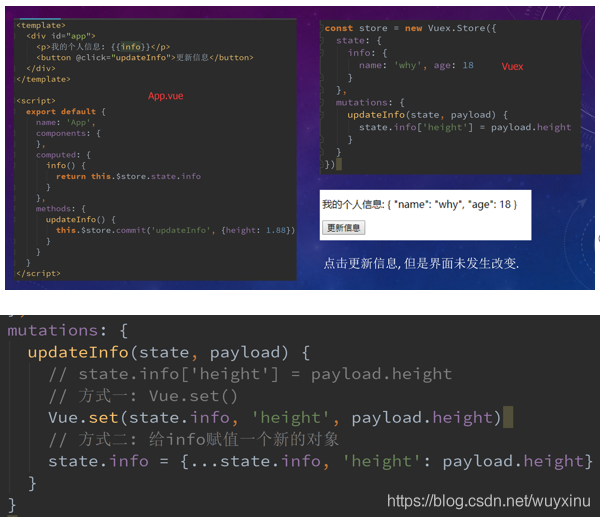 <template>
<div id="app">
<p>我的个人信息: {{info}}</p>
<button @click="updateInfo">更新信息</button>
</div>
</template>
App.vue
<script>
export default {
name: 'App',
components: {
},
computed: {
info() {
return this.$store.state.info
}
},
methods: {
updateInfo() {
this.$store.commit('updateInfo', {height: 1.88})
}
}
}
</script>
const store = new Vuex.Store({
state: {
info: {
name: 'why', age: 18
}
},
Vuex
mutations: {
updateInfo(state, payload) {
state.info['height'] = payload.height
}
}
})
我的个人信息: { "name": "why", "age": 18 }
更新信息
点击更新信息, 但是界面未发生改变.
mutations: {
updateInfo(state, payload) {
// state.info['height'] = payload.height
// 方式一: Vue.set()
Vue.set(state.info, 'height', payload.height)
// 方式二: 给info赋值一个新的对象
state.info = {...state.info, 'height': payload.height}
}
}
https://blog.csdn.net/wuyxinu